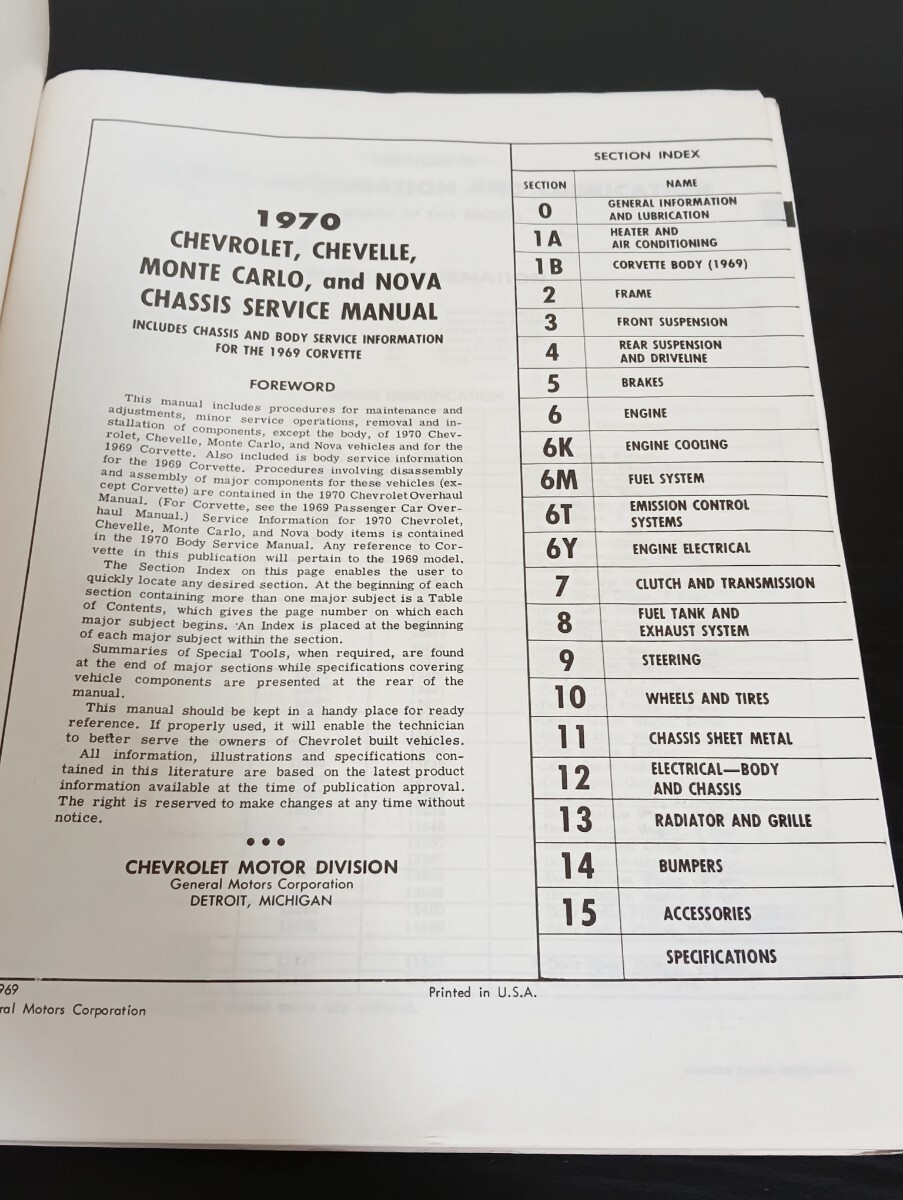 1970
CHEVROLET, CHEVELLE,
MONTE CARLO, and NOVA
CHASSIS SERVICE MANUAL
INCLUDES CHASSIS AND BODY SERVICE INFORMATION
FOR THE 1969 CORVETTE
FOREWORD
This manual includes procedures for maintenance and
adjustments, minor service operations, removal and in-
stallation of components, except the body, of 1970 Chev-
rolet, Chevelle, Monte Carlo, and Nova vehicles and for the
1969 Corvette. Also included is body service information
for the 1969 Corvette. Procedures involving disassembly
and assembly of major components for these vehicles (ex-
cept Corvette) are contained in the 1970 Chevrolet Overhaul
Manual. (For Corvette, see the 1969 Passenger Car Over-
haul Manual.) Service Information for 1970 Chevrolet,
Chevelle, Monte Carlo, and Nova body items is contained
in the 1970 Body Service Manual. Any reference to Cor-
vette in this publication will pertain to the 1969 model.
The Section Index on this page enables the user to
quickly locate any desired section. At the beginning of each
section containing more than one major subject is a Table
of Contents, which gives the page number on which each
major subject begins. An Index is placed at the beginning
of each major subject within the section.
Summaries of Special Tools, when required, are found
at the end of major sections while specifications covering
vehicle components are presented at the rear of the
manual.
This manual should be kept in a handy place for ready
reference. If properly used, it will enable the technician
to better serve the owners of Chevrolet built vehicles.
All information, illustrations and specifications con-
tained in this literature are based on the latest product
information available at the time of publication approval.
The right is reserved to make changes at any time without
notice.
• • •
CHEVROLET MOTOR DIVISION
General Motors Corporation
DETROIT, MICHIGAN
SECTION INDEX
SECTION NAME
0 GENERAL INFORMATION
AND LUBRICATION
1A HEATER AND
AIR CONDITIONING
1B CORVETTE BODY (1969)
2 FRAME
3 FRONT SUSPENSION
4 REAR SUSPENSION
AND DRIVELINE
5 BRAKES
6 ENGINE
6K ENGINE COOLING
6M FUEL SYSTEM
6T EMISSION CONTROL
SYSTEMS
6Y ENGINE ELECTRICAL
7 CLUTCH AND TRANSMISSION
8 FUEL TANK AND
EXHAUST SYSTEM
9 STEERING
10 WHEELS AND TIRES
11 CHASSIS SHEET METAL
12 ELECTRICAL—BODY
AND CHASSIS
13 RADIATOR AND GRILLE
14 BUMPERS
15 ACCESSORIES
SPECIFICATIONS
969
ral Motors Corporation
Printed in U.S.A.